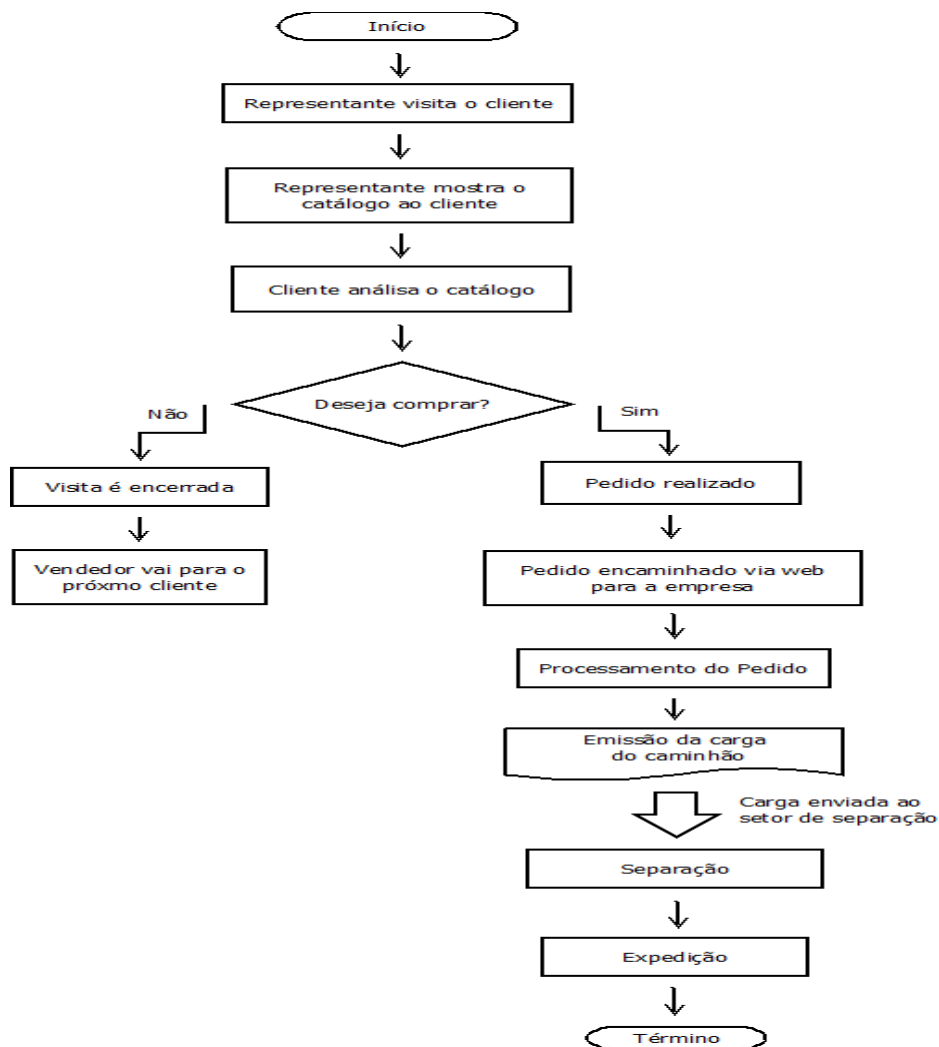 Início
Representante visita o cliente
Representante mostra o
catálogo ao cliente
Cliente análisa o catálogo
Deseja comprar?
Não
Sim
Visita é encerrada
Vendedor vai para o
próxmo cliente
Pedido realizado
Pedido encaminhado via web
para a empresa
Processamento do Pedido
Emissão da carga
do caminhão
Carga enviada ao
setor de separação
Separação
Expedição
Término